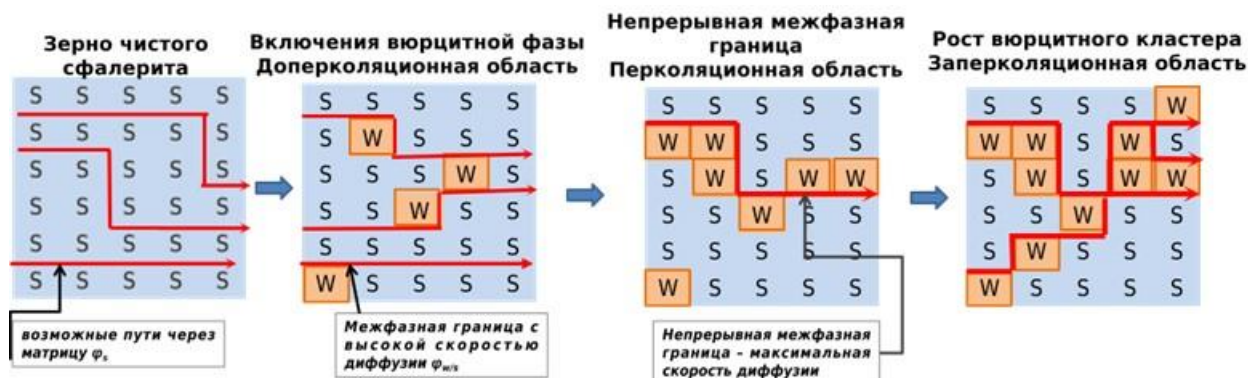 Зерно чистого
сфалерита
S S S S S
S S S S S
S S S S S
S S S S S
S S S S S
S S S S S
возможные пути через
матрицу φs
Включения вюрцитной фазы
Доперколяционная область
S S S S S
S W S S S
S S S W S
S S W S S
S S S S S
W S S S S
Межфазная граница с
высокой скоростью
диффузии φw/s
Непрерывная межфазная
граница
Перколяционная область
S S S S S
W W S S S
S W S W W
S S W S S
S S S S S
W S S S S
Непрерывная межфазная
граница – максимальная
скорость диффузии
Рост вюрцитного кластера
Заперколяционная область
S S S S W
W W S W S
S W S W W
S S W S S
S W S S S
W S S S S